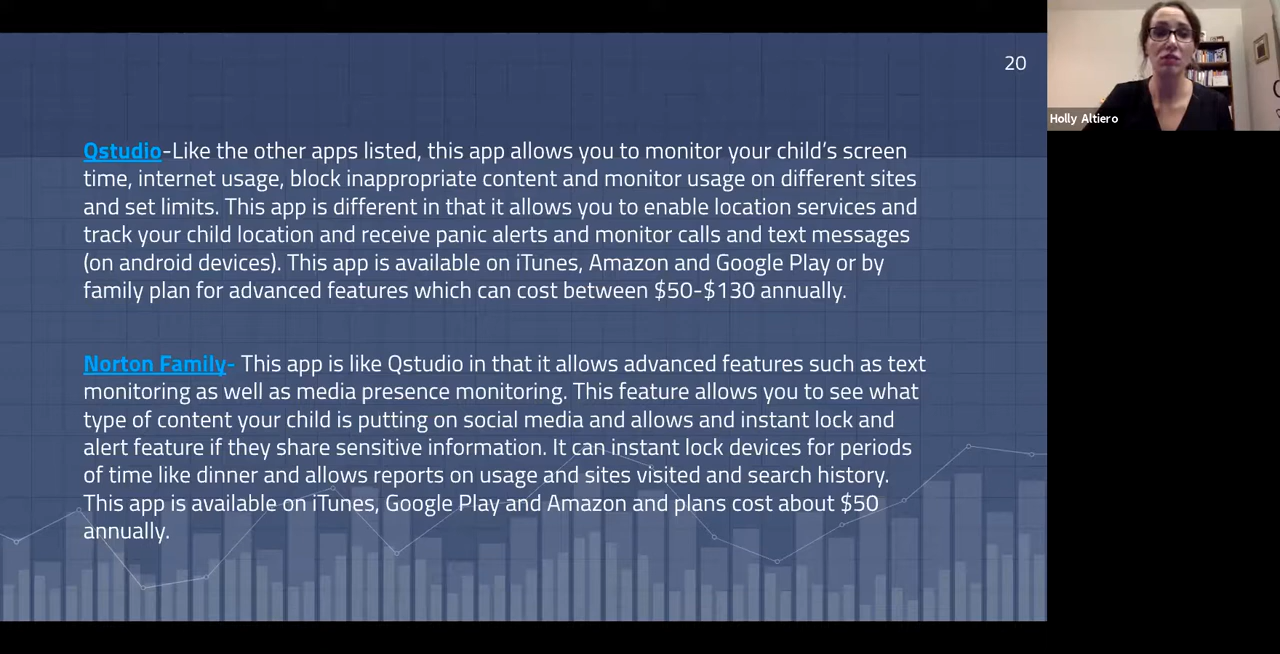 20
Qstudio-Like the other apps listed, this app allows you to monitor your child's screen
time, internet usage, block inappropriate content and monitor usage on different sites
and set limits. This app is different in that it allows you to enable location services and
track your child location and receive panic alerts and monitor calls and text messages
(on android devices). This app is available on iTunes, Amazon and Google Play or by
family plan for advanced features which can cost between $50-$130 annually.
Norton Family- This app is like Qstudio in that it allows advanced features such as text
monitoring as well as media presence monitoring. This feature allows you to see what
type of content your child is putting on social media and allows and instant lock and
alert feature if they share sensitive information. It can instant lock devices for periods
of time like dinner and allows reports on usage and sites visited and search history.
This app is available on iTunes, Google Play and Amazon and plans cost about $50
annually.
Holly Altiero